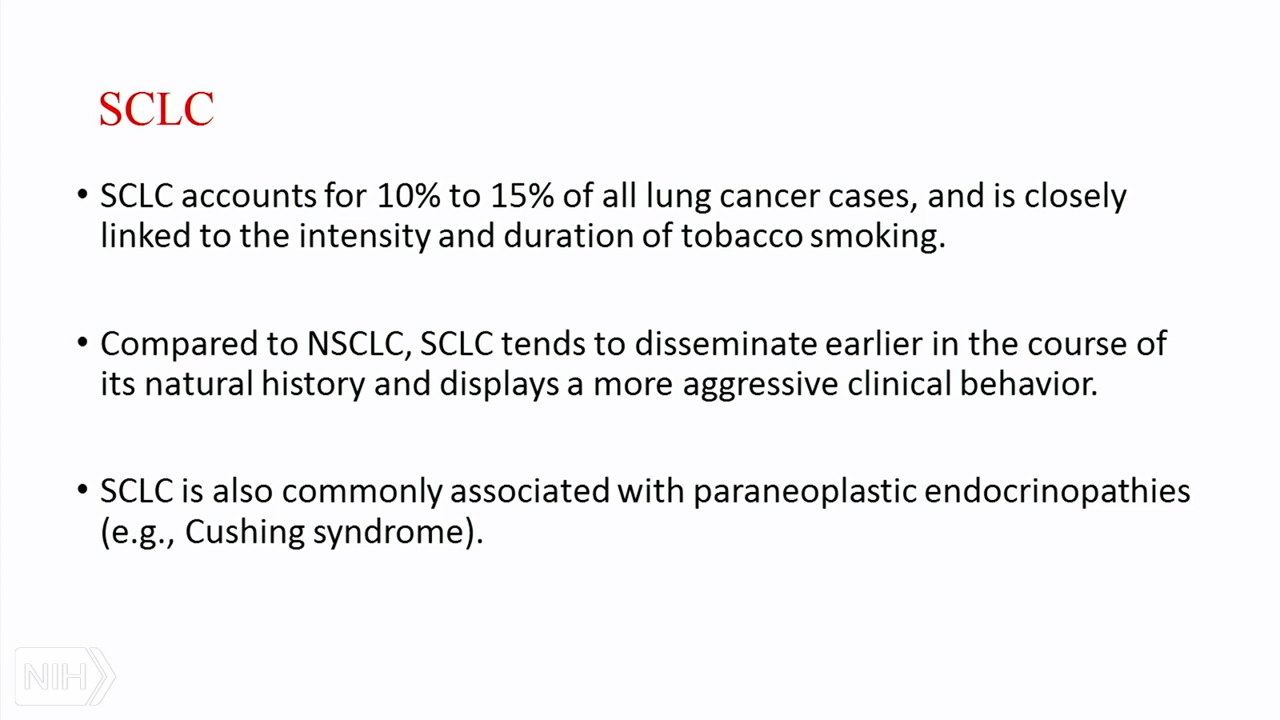 SCLC
• SCLC accounts for 10% to 15% of all lung cancer cases, and is closely
linked to the intensity and duration of tobacco smoking.
• Compared to NSCLC, SCLC tends to disseminate earlier in the course of
its natural history and displays a more aggressive clinical behavior.
• SCLC is also commonly associated with paraneoplastic endocrinopathies
(e.g., Cushing syndrome).
NIH